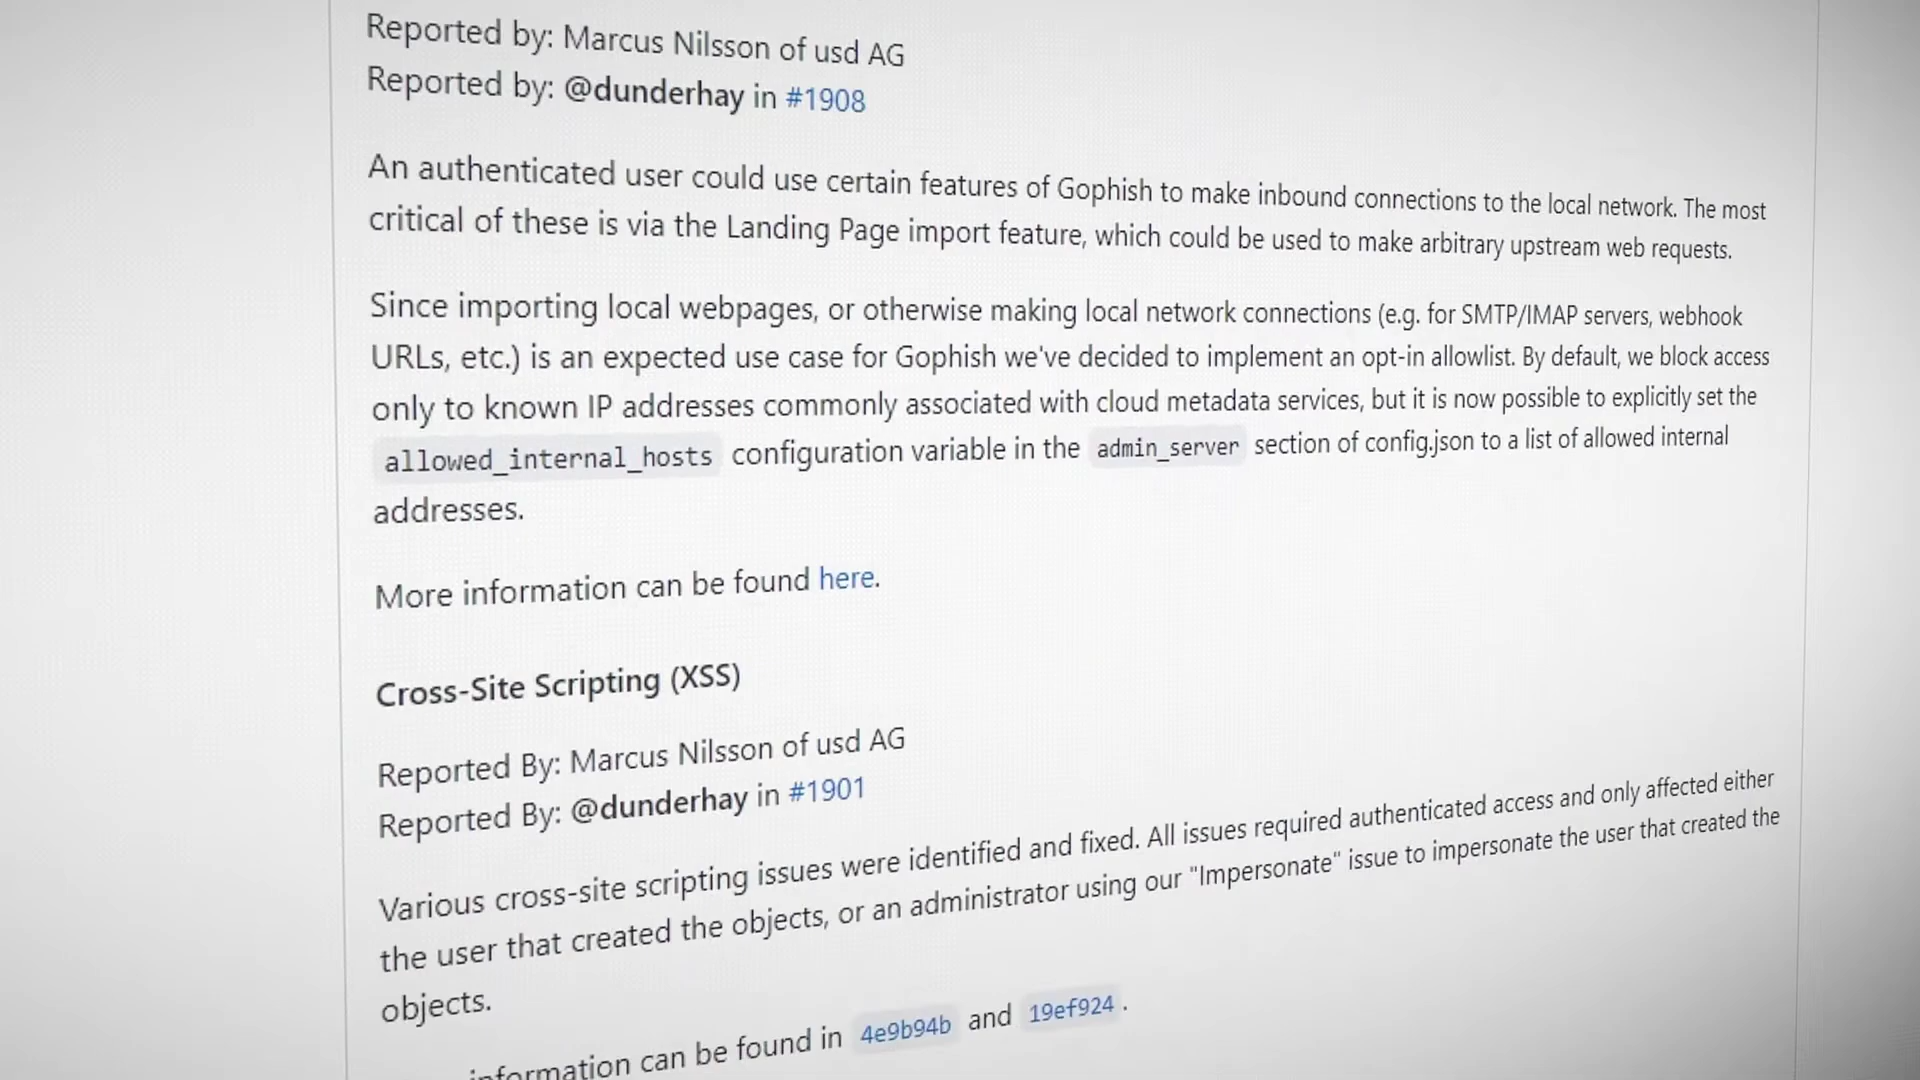 Reported by: Marcus Nilsson of usd AG
Reported by: @dunderhay in #1908
An authenticated user could use certain features of Gophish to make inbound connections to the local network. The most
critical of these is via the Landing Page import feature, which could be used to make arbitrary upstream web requests.
Since importing local webpages, or otherwise making local network connections (e.g. for SMTP/IMAP servers, webhook
URLs, etc.) is an expected use case for Gophish we've decided to implement an opt-in allowlist. By default, we block access
only to known IP addresses commonly associated with cloud metadata services, but it is now possible to explicitly set the
allowed_internal_hosts configuration variable in the admin_server section of config.json to a list of allowed internal
addresses.
More information can be found here.
Cross-Site Scripting (XSS)
Reported By: Marcus Nilsson of usd AG
Reported By: @dunderhay in #1901
Various cross-site scripting issues were identified and fixed. All issues required authenticated access and only affected either
the user that created the objects, or an administrator using our "Impersonate" issue to impersonate the user that created the
objects.
information can be found in 4e9b94b and 19ef924.